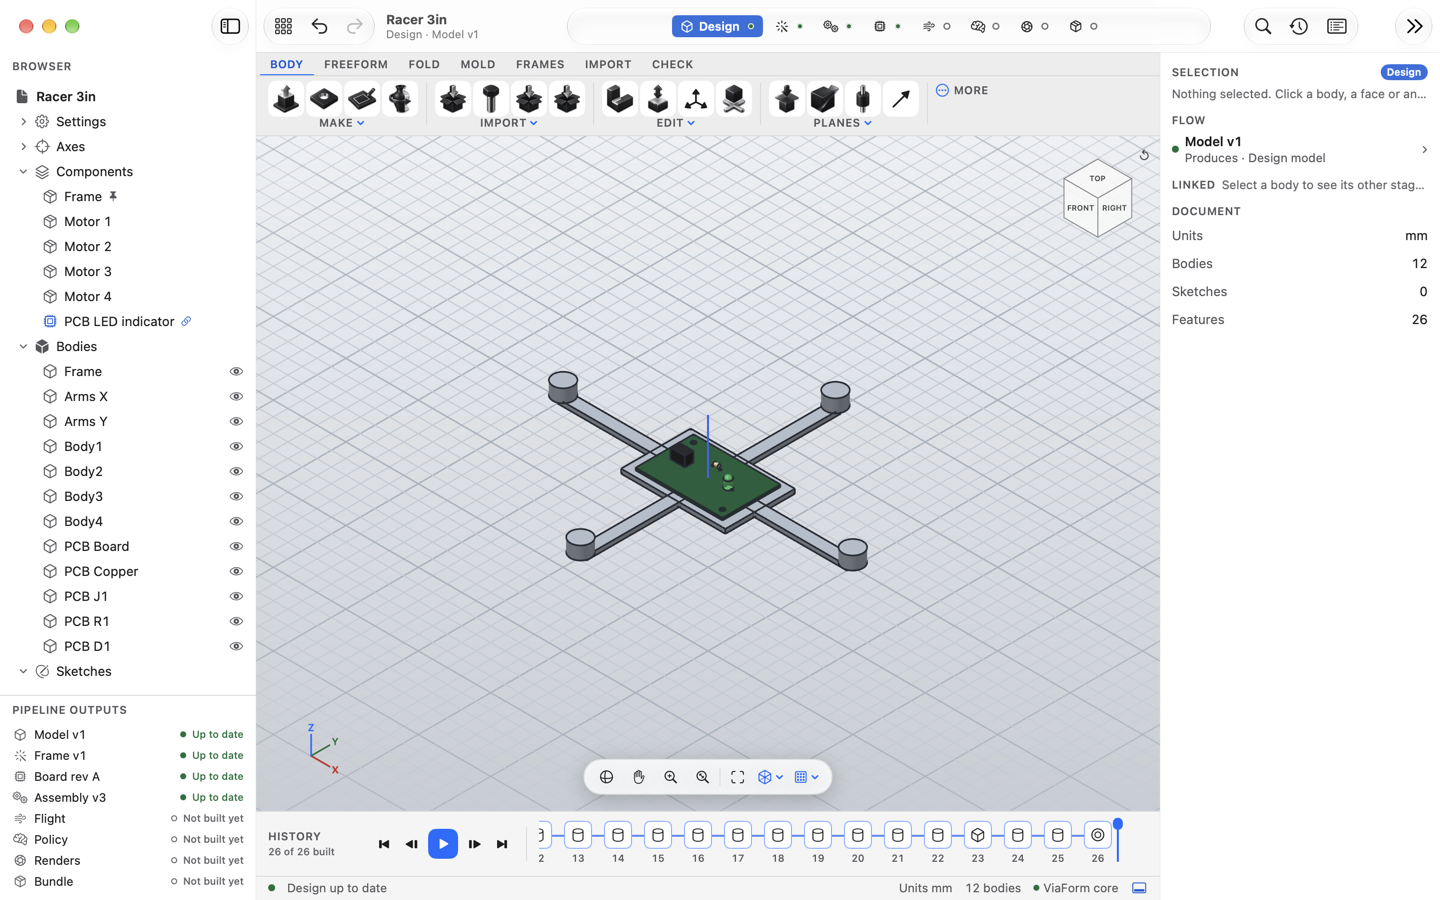 Racer 3in
Design · Model v1
Design
BROWSER
Racer 3in
Settings
Axes
Components
Frame
Motor 1
Motor 2
Motor 3
Motor 4
PCB LED indicator
Bodies
Frame
Arms X
Arms Y
Body1
Body2
Body3
Body4
PCB Board
PCB Copper
PCB J1
PCB R1
PCB D1
Sketches
PIPELINE OUTPUTS
Model v1 Up to date
Frame v1 Up to date
Board rev A Up to date
Assembly v3 Up to date
Flight Not built yet
Policy Not built yet
Renders Not built yet
Bundle Not built yet
BODY FREEFORM FOLD MOLD FRAMES IMPORT CHECK
MAKE IMPORT EDIT PLANES MORE
TOP
FRONT RIGHT
Z
Y
X
HISTORY
26 of 26 built
2 13 14 15 16 17 18 19 20 21 22 23 24 25 26
Design up to date
Units mm 12 bodies ViaForm core
SELECTION Design
Nothing selected. Click a body, a face or an...
FLOW
Model v1
Produces · Design model
LINKED Select a body to see its other stag...
DOCUMENT
Units mm
Bodies 12
Sketches 0
Features 26